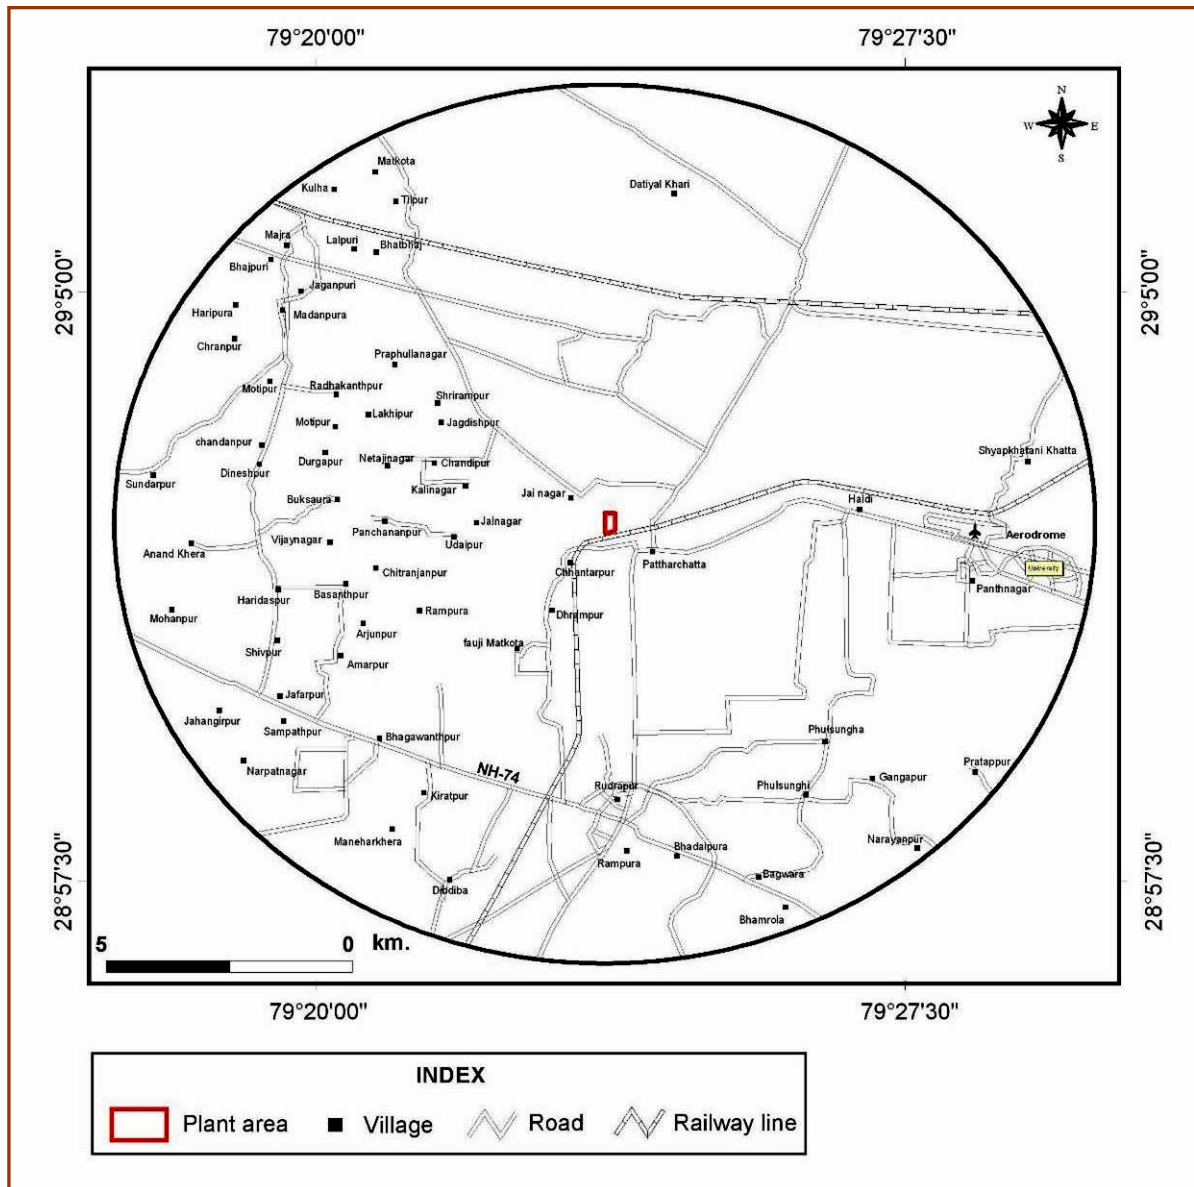 79°20'00"
79°27'30"
N
W
E
S
Matkota
Kulha
Tilpur
Datiyal Khari
Majra
Lalpuri
Bhatbhaj
Bhajpuri
29°5'00"
29°5'00"
Jaganpuri
Haripura
Madanpura
Chranpur
Praphullanagar
Motipur
Radhakanthpur
Shrirampur
Lakhipur
Motipur
Jagdishpur
chandanpur
Shyapkhatani Khatta
Durgapur
Netajinagar
Chandipur
Dineshpur
Sundarpur
Kalinagar
Jai nagar
Buksaura
Haldi
Panchananpur
Jalnagar
Aerodrome
Vijaynagar
Udaipur
Anand Khera
Pattharchatta
Chhantarpur
University
Chitranjanpur
Panthnagar
Basanthpur
Haridaspur
Mohanpur
Rampura
Dhrampur
Arjunpur
fauji Matkota
Shivpur
Amarpur
Jafarpur
Jahangirpur
Sampathpur
Bhagawanthpur
Phulsungha
Narpatnagar
NH-74
Pratappur
Gangapur
Rudrapur
Phulsunghi
Kiratpur
Maneharkhera
Narayanpur
Bhadaipura
Rampura
28°57'30"
28°57'30"
Dibdiba
Bagwara
Bhamrola
5 0 km.
79°20'00"
79°27'30"
INDEX
Plant area Village Road Railway line